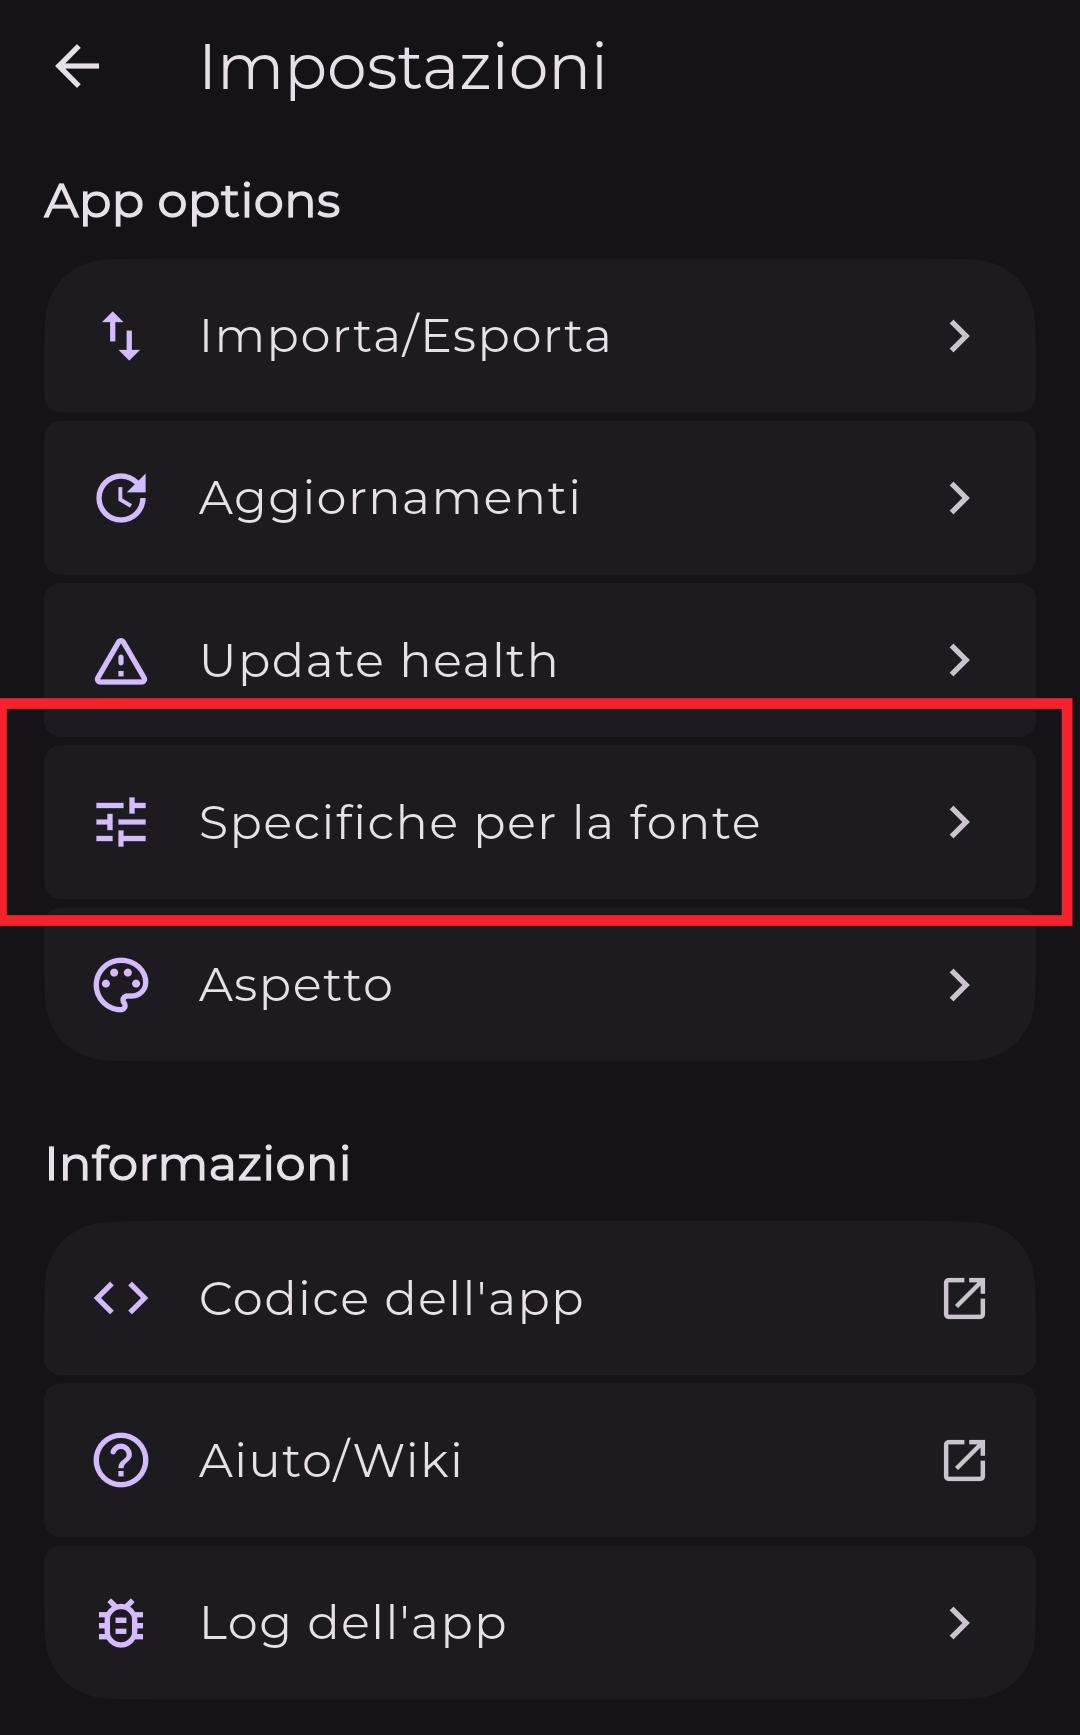 Impostazioni
App options
Importa/Esporta
Aggiornamenti
Update health
Specifiche per la fonte
Aspetto
Informazioni
Codice dell'app
Aiuto/Wiki
Log dell'app